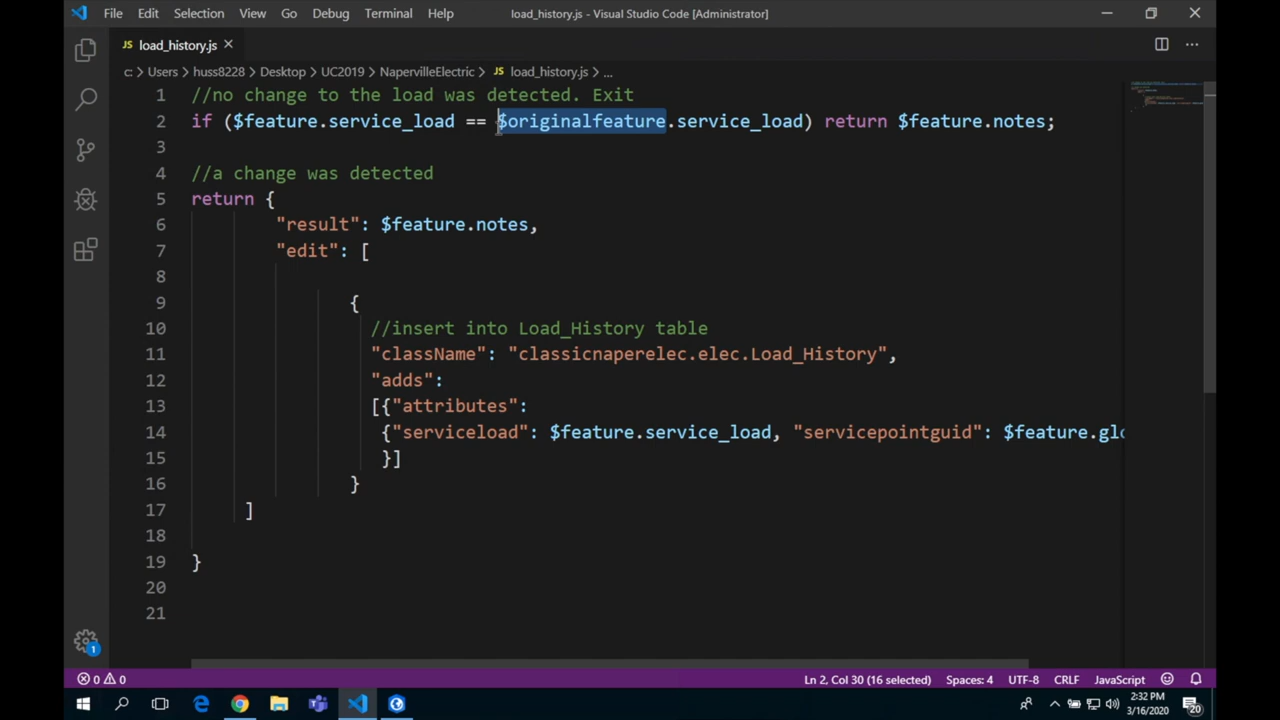 File Edit Selection View Go Debug Terminal Help load_history.js - Visual Studio Code [Administrator]
JS load_history.js
c: > Users > huss8228 > Desktop > UC2019 > NapervilleElectric > JS load_history.js > ...
1 //no change to the load was detected. Exit
2 if ($feature.service_load == $originalfeature.service_load) return $feature.notes;
3
4 //a change was detected
5 return {
6 "result": $feature.notes,
7 "edit": [
8
9 {
10 //insert into Load_History table
11 "className": "classicnaperelec.elec.Load_History",
12 "adds":
13 [{"attributes":
14 {"serviceload": $feature.service_load, "servicepointguid": $feature.glo
15 }]
16 }
17 ]
18
19 }
20
21
1
0 0 Ln 2, Col 30 (16 selected) Spaces: 4 UTF-8 CRLF JavaScript
2:32 PM
3/16/2020
20